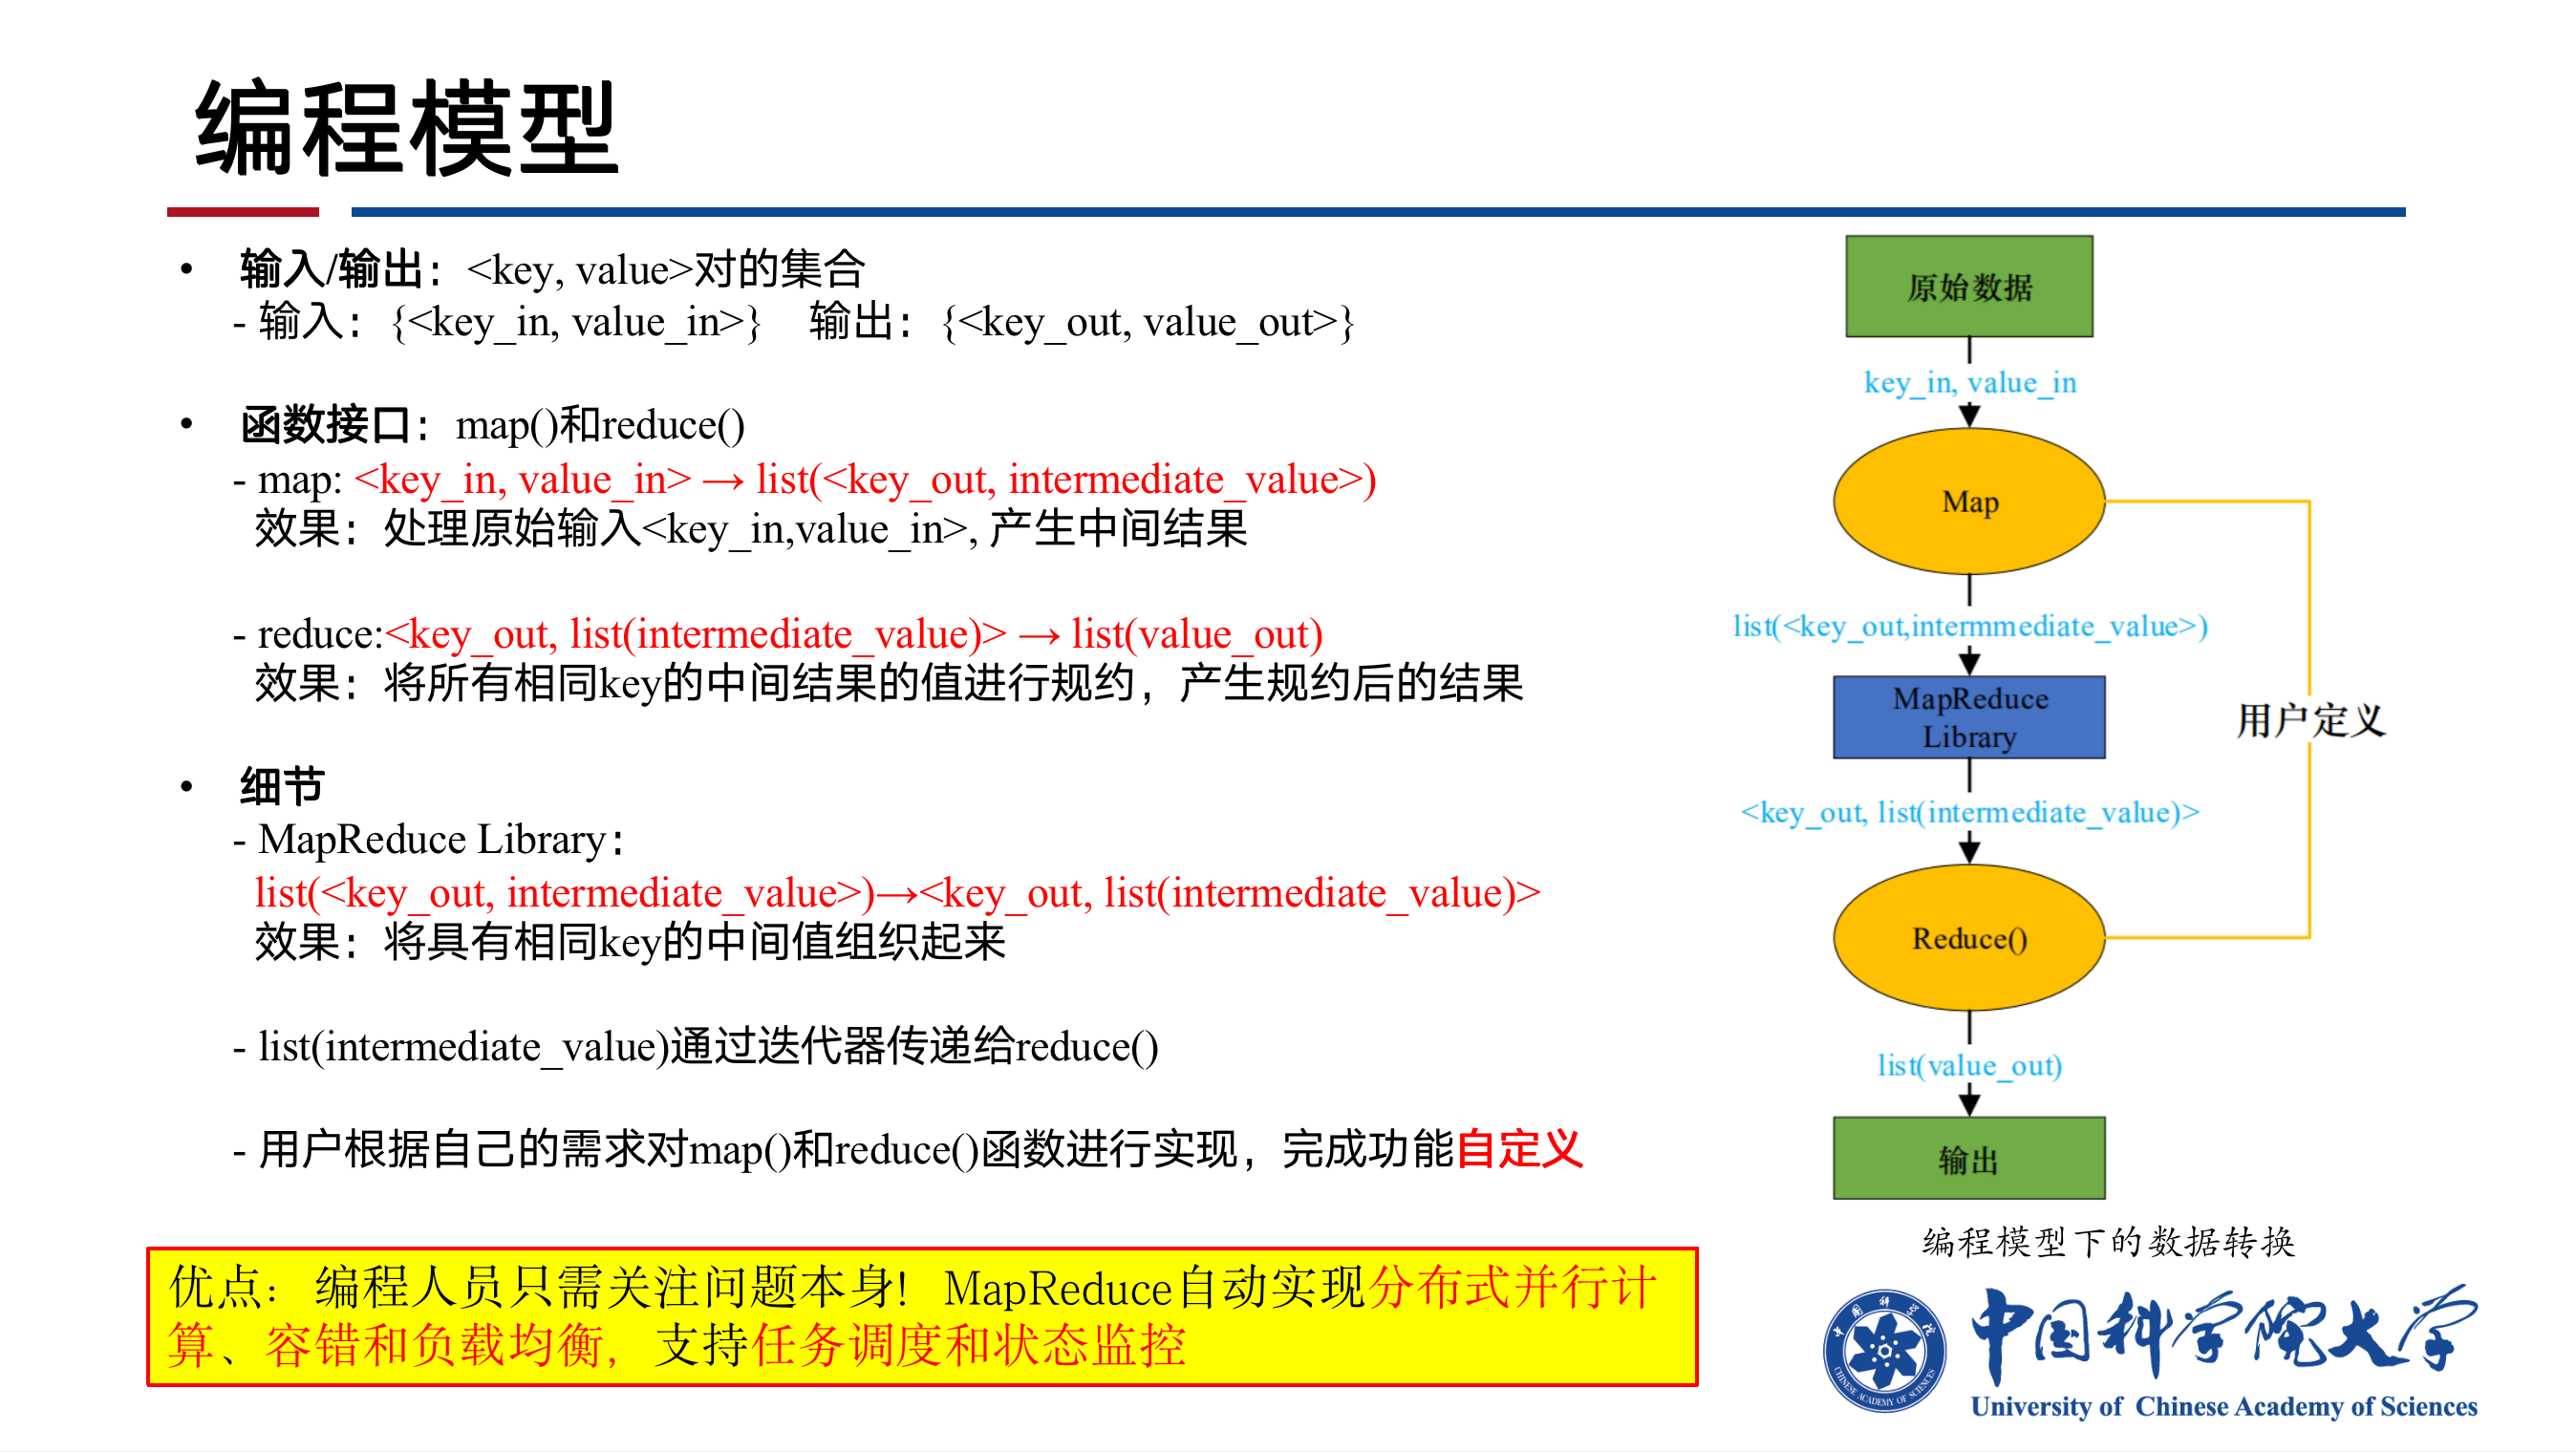 编程模型
• 输入/输出：<key, value>对的集合
- 输入：{<key_in, value_in>} 输出：{<key_out, value_out>}
• 函数接口：map()和reduce()
- map: <key_in, value_in> → list(<key_out, intermediate_value>)
效果：处理原始输入<key_in,value_in>, 产生中间结果
- reduce:<key_out, list(intermediate_value)> → list(value_out)
效果：将所有相同key的中间结果的值进行规约，产生规约后的结果
• 细节
- MapReduce Library：
list(<key_out, intermediate_value>)→<key_out, list(intermediate_value)>
效果：将具有相同key的中间值组织起来
- list(intermediate_value)通过迭代器传递给reduce()
- 用户根据自己的需求对map()和reduce()函数进行实现，完成功能自定义
优点：编程人员只需关注问题本身！MapReduce自动实现分布式并行计
算、容错和负载均衡，支持任务调度和状态监控
原始数据
key_in, value_in
Map
list(<key_out,intermmediate_value>)
MapReduce
Library
用户定义
<key_out, list(intermediate_value)>
Reduce()
list(value_out)
输出
编程模型下的数据转换
中国科学院
CHINESE ACADEMY OF SCIENCES
中国科学院大学
University of Chinese Academy of Sciences